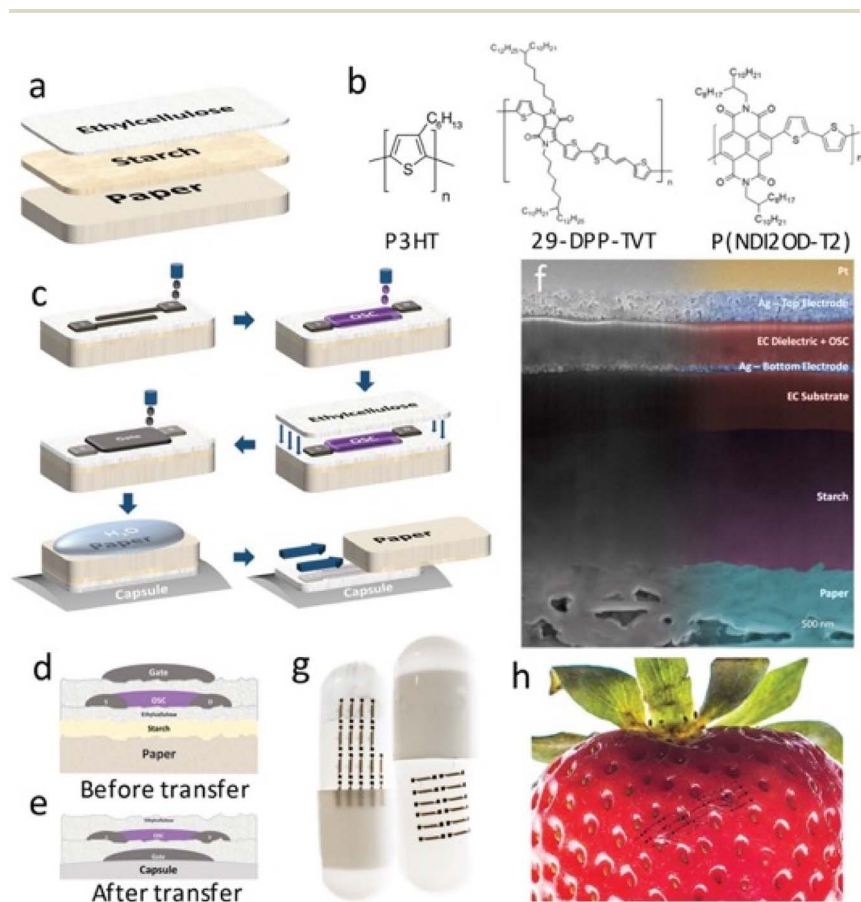 a
Ethylcellulose
Starch
Paper
b
C₆H₁₃
S
n
P3HT
C₁₂H₂₅
C₁₀H₂₁
O
N
S
S
S
S
N
O
n
C₁₀H₂₁
C₁₂H₂₅
29-DPP-TVT
C₁₀H₂₁
C₈H₁₇
O
N
O
S
S
n
O
N
O
C₈H₁₇
C₁₀H₂₁
P(NDI2OD-T2)
c
OSC
Ethylcellulose
OSC
Gate
H₂O
Paper
Capsule
Paper
Capsule
f
Pt
Ag – Top Electrode
EC Dielectric + OSC
Ag – Bottom Electrode
EC Substrate
Starch
Paper
500 nm
d
Gate
S
OSC
D
Ethylcellulose
Starch
Paper
Before transfer
e
Ethylcellulose
OSC
Gate
Capsule
After transfer
g
h